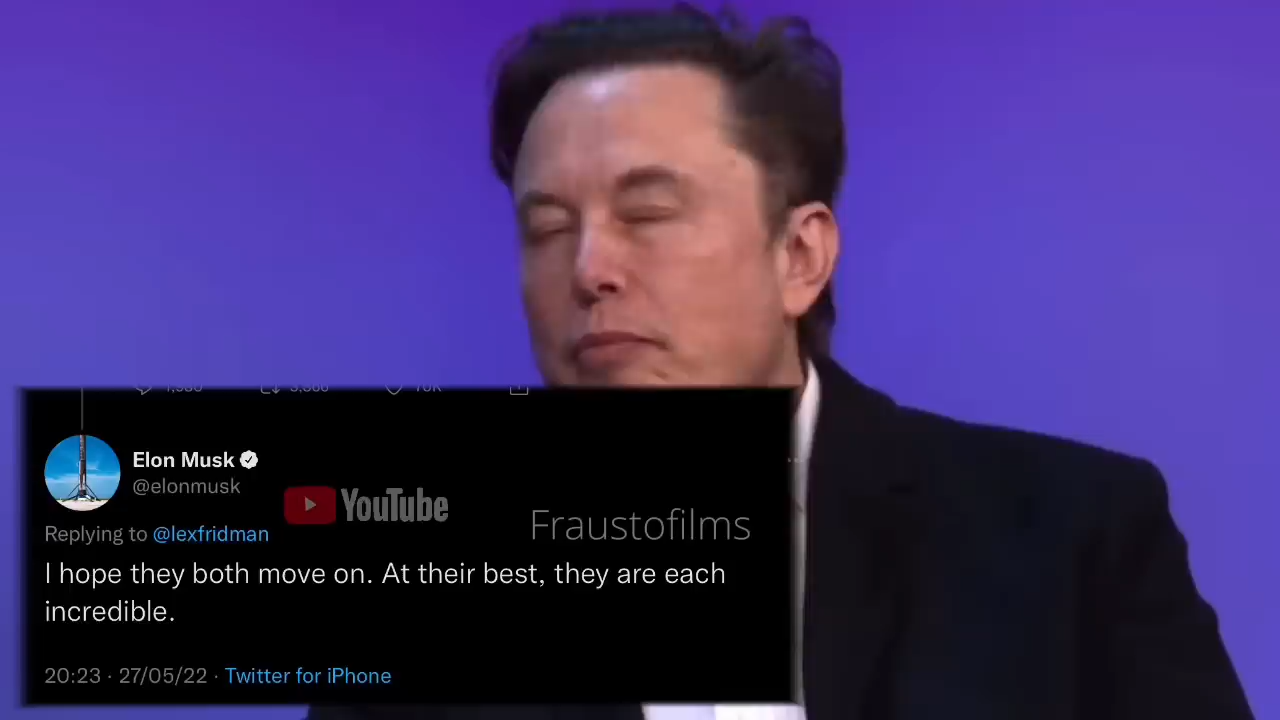 Elon Musk
@elonmusk
YouTube
Fraustofilms
Replying to @lexfridman
I hope they both move on. At their best, they are each
incredible.
20:23 · 27/05/22 · Twitter for iPhone